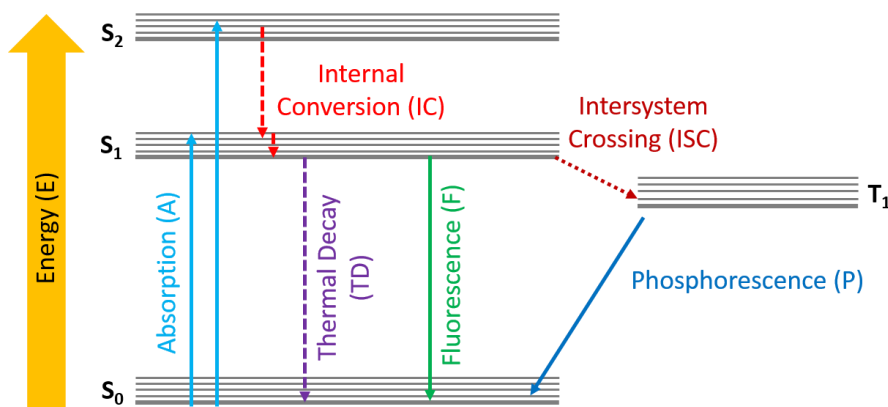 S2
Internal
Conversion (IC)
Intersystem
Crossing (ISC)
S1
T1
Energy (E)
Absorption (A)
Thermal Decay
(TD)
Fluorescence (F)
Phosphorescence (P)
S0